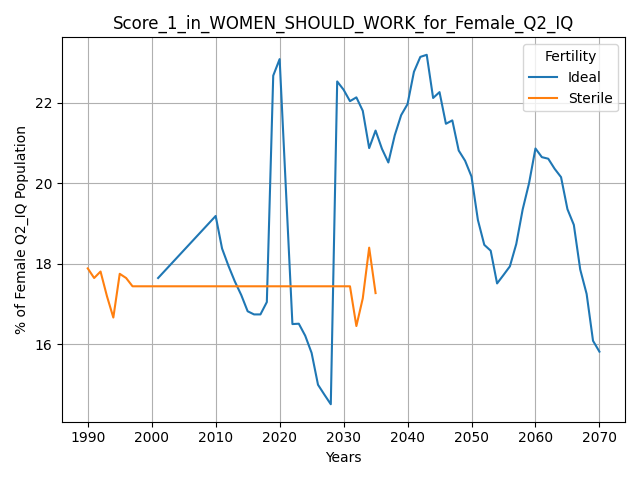 Score_1_in_WOMEN_SHOULD_WORK_for_Female_Q2_IQ
Fertility
Ideal
Sterile
% of Female Q2_IQ Population
22
20
18
16
1990 2000 2010 2020 2030 2040 2050 2060 2070
Years